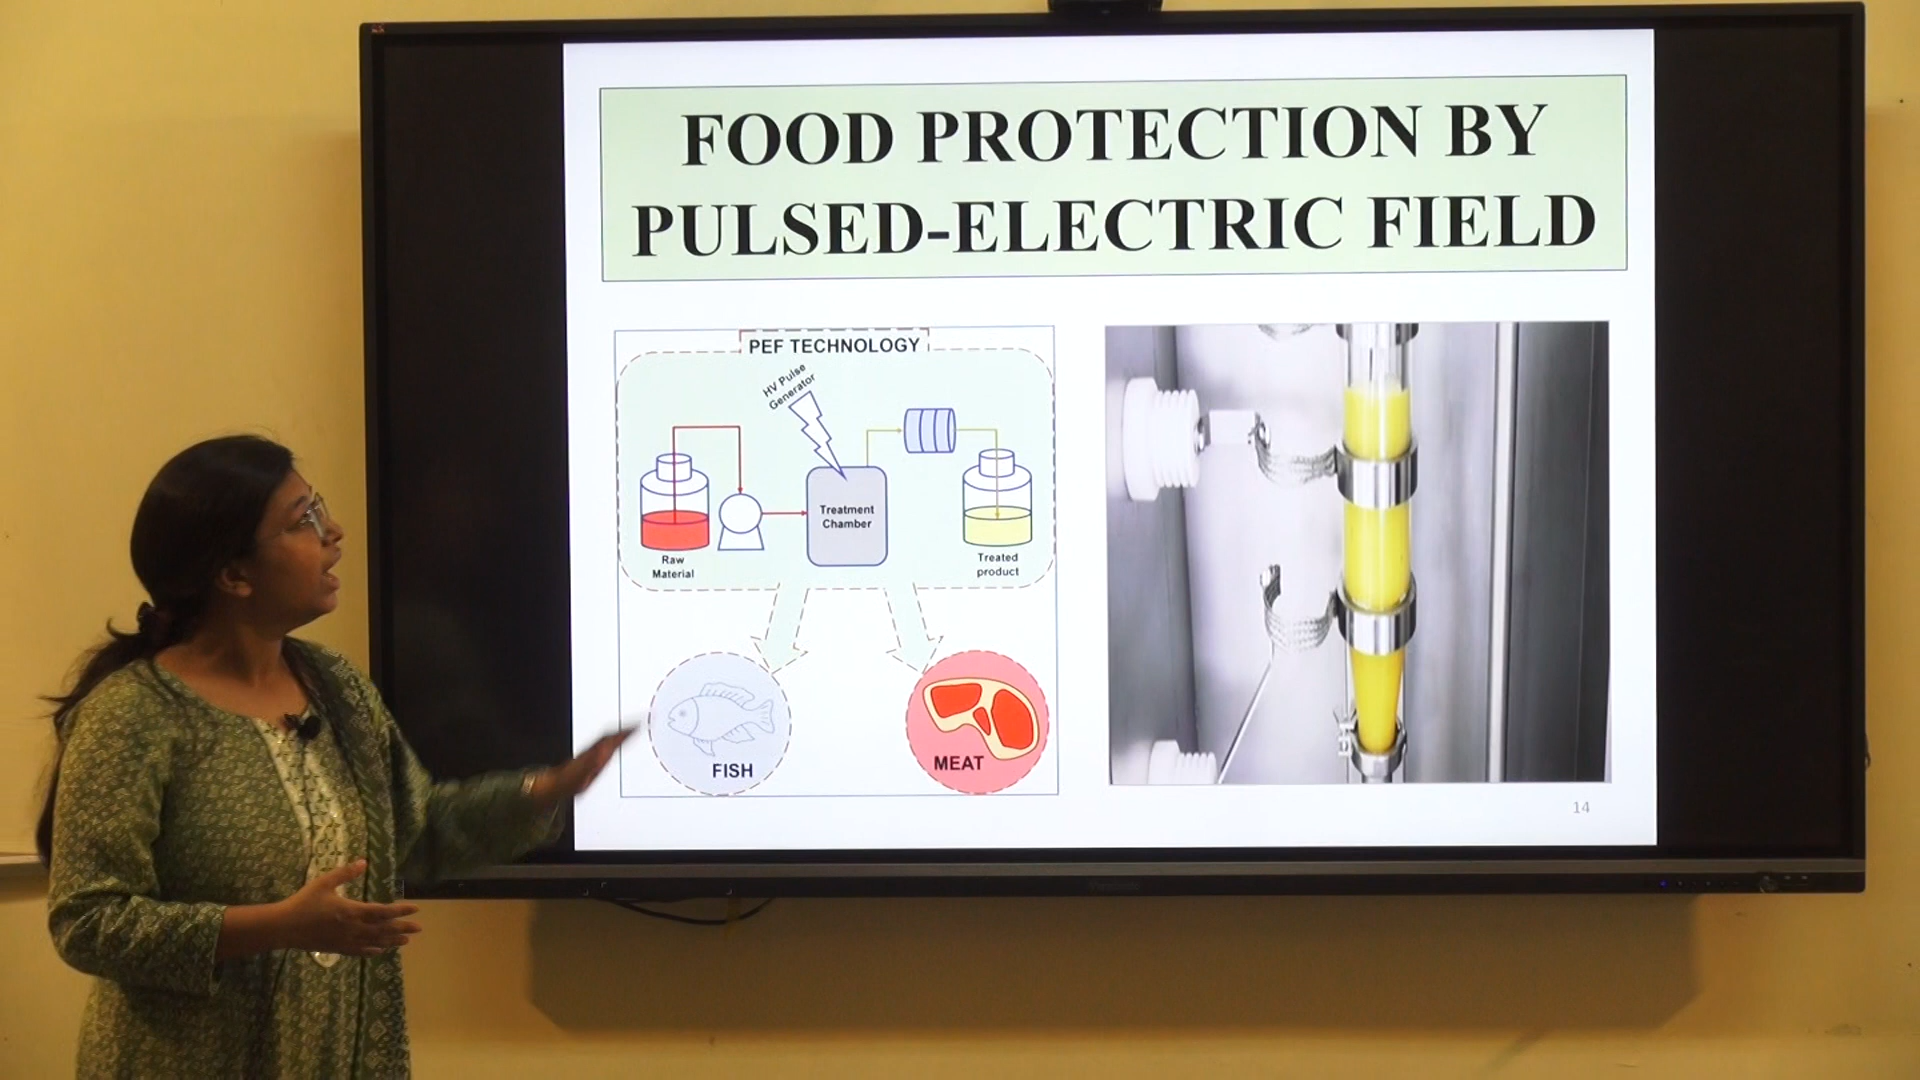 FOOD PROTECTION BY
PULSED-ELECTRIC FIELD
PEF TECHNOLOGY
HV Pulse
Generator
Treatment
Chamber
Raw
Material
Treated
product
FISH
MEAT
14